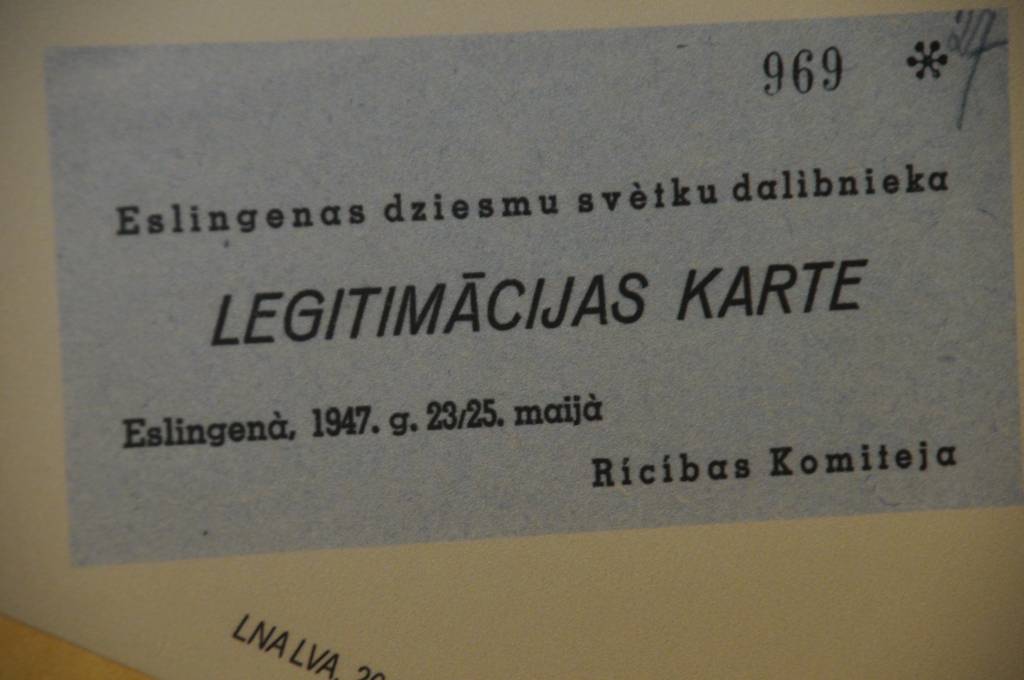 969 *
Eslingenas dziesmu svètku dalibnieka
LEGITIMĀCIJAS KARTE
Eslingenà, 1947. g. 23/25. maijà
Rícíbas Komiteja
LNA LVA,